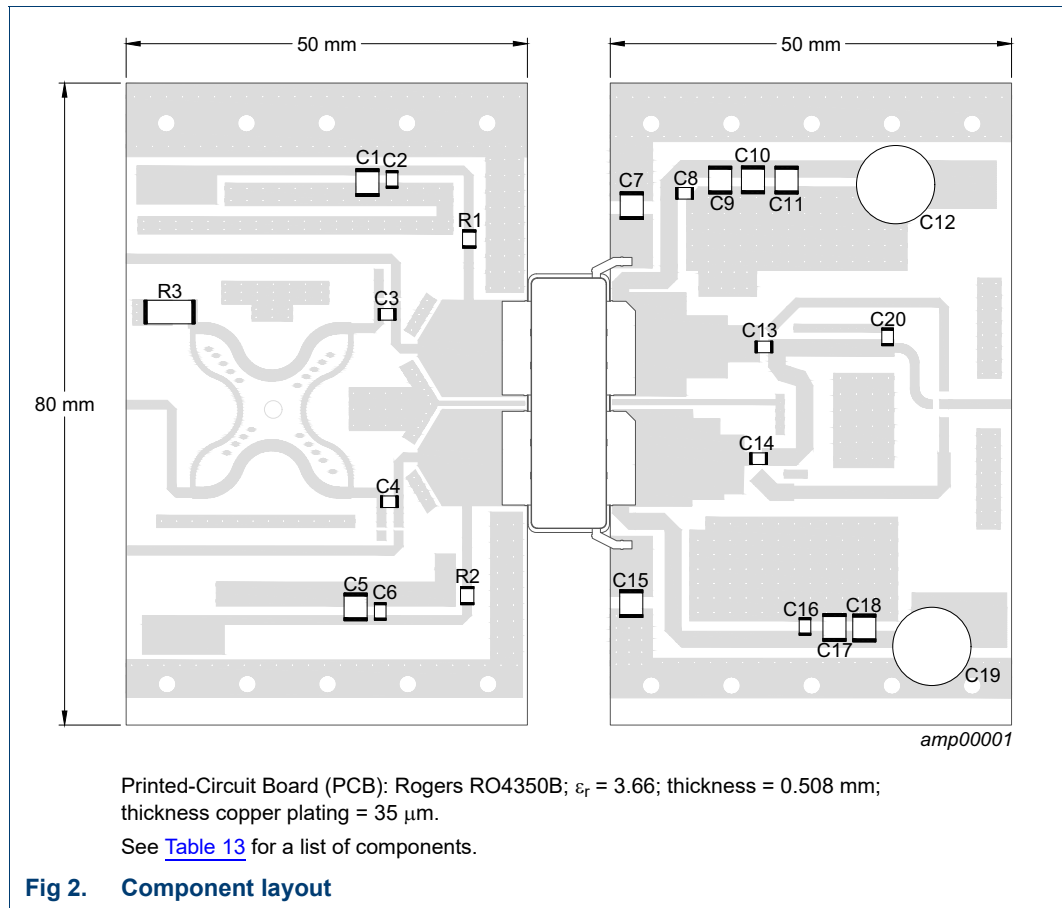 50 mm
50 mm
80 mm
C1
C2
R1
R3
C3
C4
C5
C6
R2
C7
C8
C9
C10
C11
C12
C13
C20
C14
C15
C16
C17
C18
C19
amp00001
Printed-Circuit Board (PCB): Rogers RO4350B; εr = 3.66; thickness = 0.508 mm;
thickness copper plating = 35 μm.
See Table 13 for a list of components.
Fig 2. Component layout